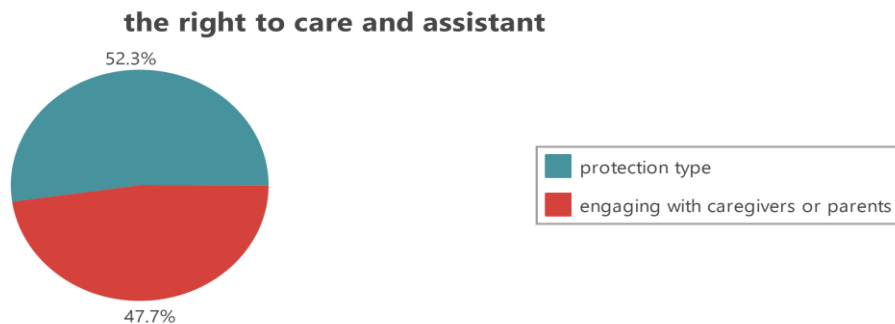 the right to care and assistant
52.3%
protection type
engaging with caregivers or parents
47.7%